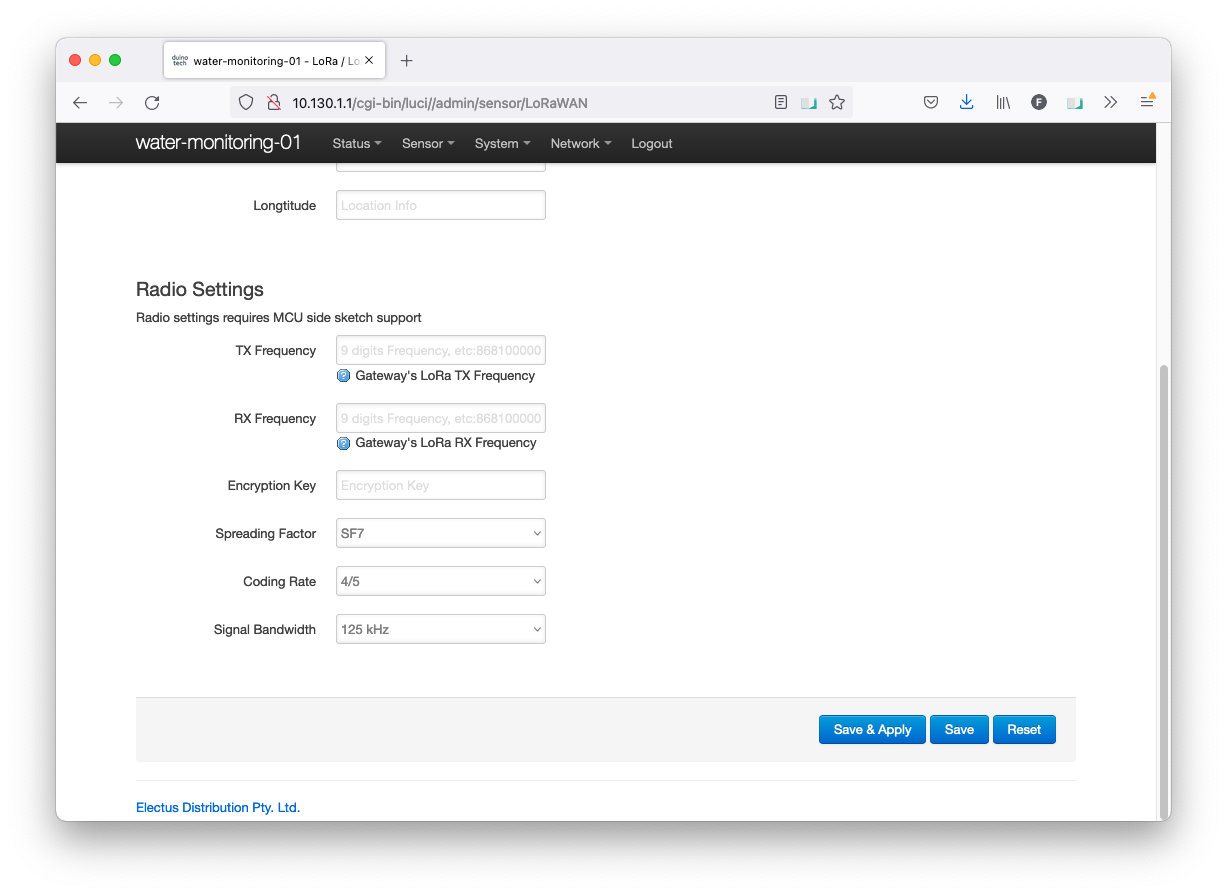 duino
tech
water-monitoring-01 - LoRa / Lo
10.130.1.1/cgi-bin/luci//admin/sensor/LoRaWAN
F
water-monitoring-01 Status Sensor System Network Logout
Longtitude Location Info
Radio Settings
Radio settings requires MCU side sketch support
TX Frequency 9 digits Frequency, etc:868100000
? Gateway's LoRa TX Frequency
RX Frequency 9 digits Frequency, etc:868100000
? Gateway's LoRa RX Frequency
Encryption Key Encryption Key
Spreading Factor SF7
Coding Rate 4/5
Signal Bandwidth 125 kHz
Save & Apply Save Reset
Electus Distribution Pty. Ltd.